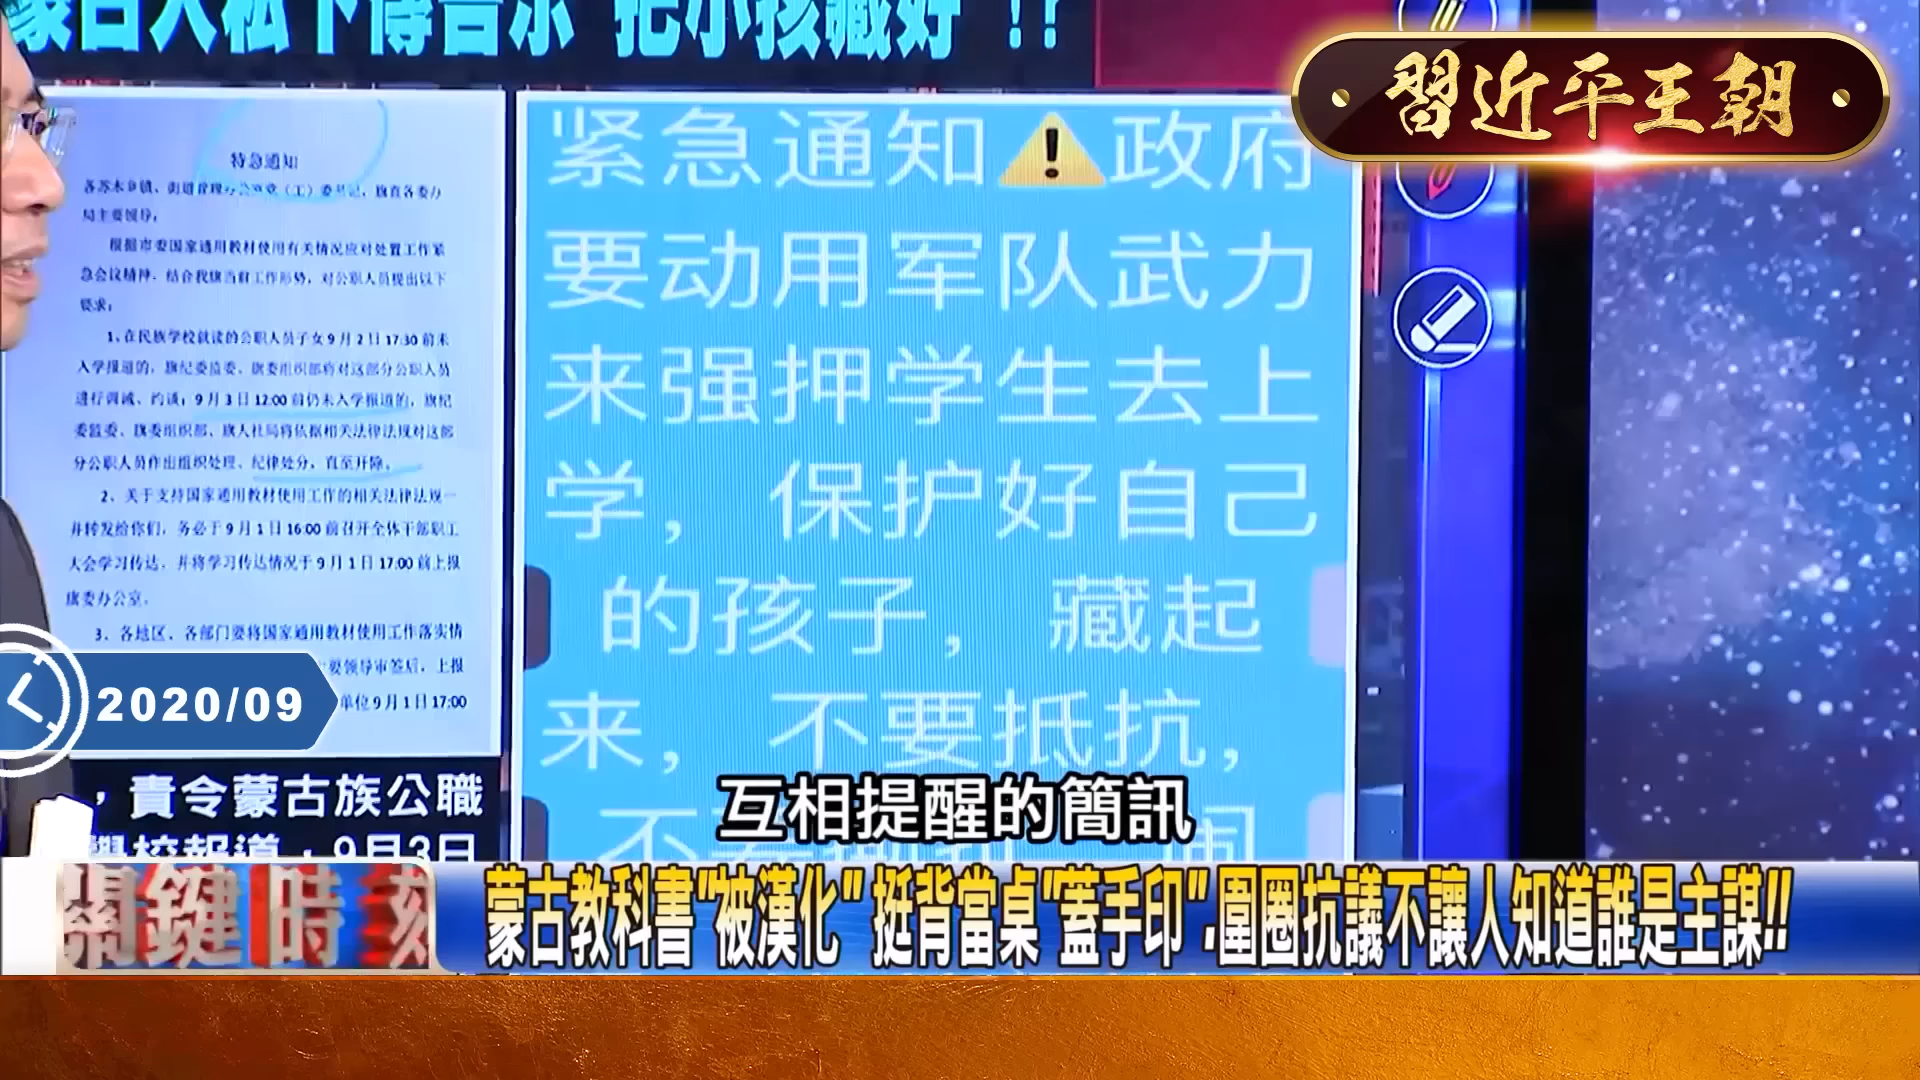 蒙古人私下傳告示 "把小孩藏好"!?
習近平王朝
特急通知
局主要领导:
根据市委国家通用教材使用有关情况应对处置工作紧
急会议精神,结合我旗当前工作形势,对公职人员提出以下
要求:
1、在民族学校就读的公职人员子女9月2日17:30前未
入学报道的,旗纪委监委、旗委组织部将对这部分公职人员
进行训诫、约谈;9月3日12:00前仍未入学报道的,旗纪
委监委、旗委组织部、旗人社局将依据相关法律法规对这部
分公职人员作出组织处理、纪律处分,直至开除。
2、关于支持国家通用教材使用工作的相关法律法规一
并转发给你们,务必于9月1日16:00前召开全体干部职工
大会学习传达,并将学习传达情况于9月1日17:00前上报
旗委办公室。
3、各地区、各部门要将国家通用教材使用工作落实情
要领导审签后,上报
单位9月1日17:00
紧急通知⚠️政府
要动用军队武力
来强押学生去上
学,保护好自己
的孩子,藏起
来,不要抵抗,
2020/09
,責令蒙古族公職
學校報道,9月3日
互相提醒的簡訊
關鍵時刻
蒙古教科書"被漢化" 挺背當桌"蓋手印",圍圈抗議不讓人知道誰是主謀!!